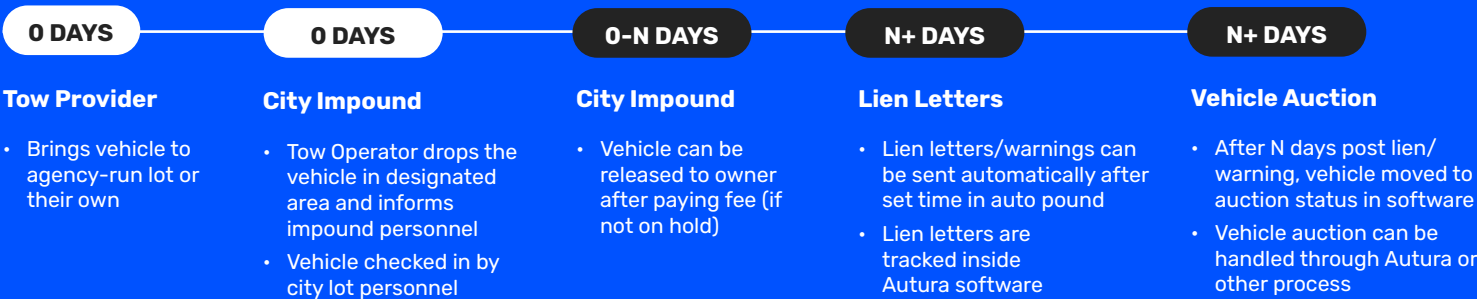 0 DAYS
0 DAYS
0-N DAYS
N+ DAYS
N+ DAYS
Tow Provider
• Brings vehicle to
agency-run lot or
their own
City Impound
• Tow Operator drops the
vehicle in designated
area and informs
impound personnel
• Vehicle checked in by
city lot personnel
City Impound
• Vehicle can be
released to owner
after paying fee (if
not on hold)
Lien Letters
• Lien letters/warnings can
be sent automatically after
set time in auto pound
• Lien letters are
tracked inside
Autura software
Vehicle Auction
• After N days post lien/
warning, vehicle moved to
auction status in software
• Vehicle auction can be
handled through Autura or
other process